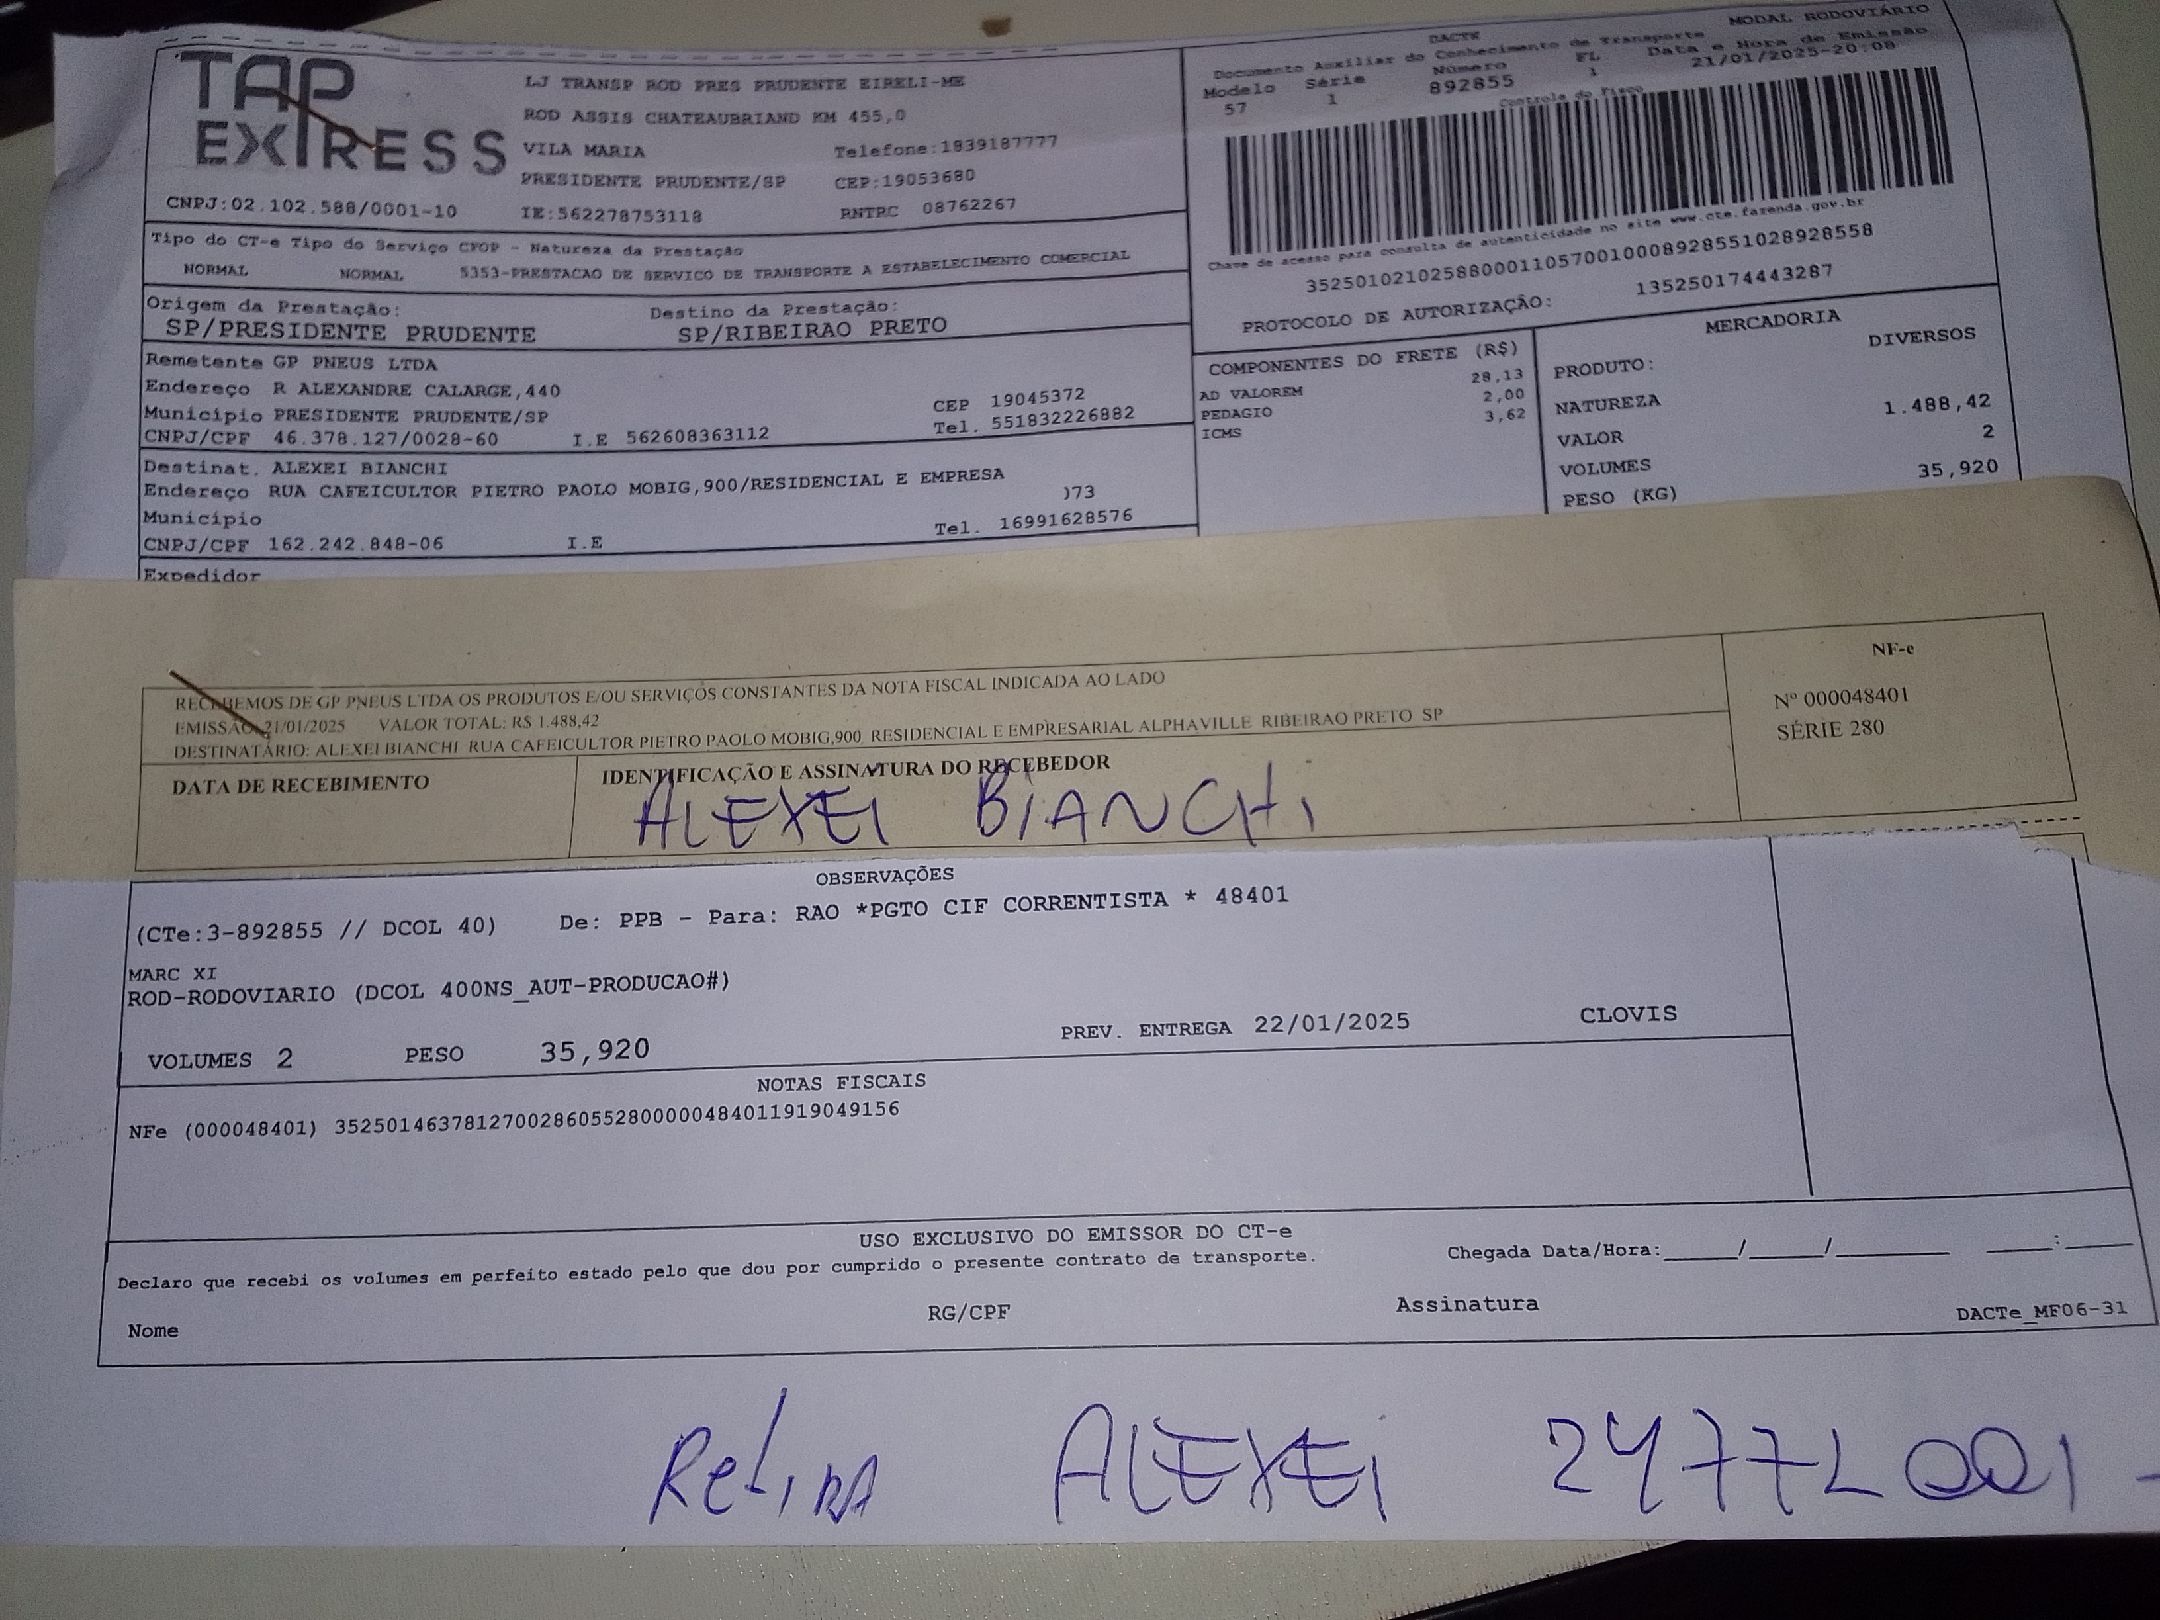 TAP
EXPRESS
LJ TRANSP ROD PRES PRUDENTE EIRELI-ME
ROD ASSIS CHATEAUBRIAND KM 455,0
VILA MARIA Telefone:1839187777
PRESIDENTE PRUDENTE/SP CEP:19053680
CNPJ:02.102.588/0001-10 IE:562278753118 RNTRC 08762267
DACTE MODAL RODOVIÁRIO
Documento Auxiliar do Conhecimento de Transporte
Modelo Série Número FL Data e Hora de Emissão
57 1 892855 1 21/01/2025-20:08
Controle do Fisco
Chave de acesso para consulta de autenticidade no site www.cte.fazenda.gov.br
35250102102588000110570010008928551028928558
PROTOCOLO DE AUTORIZAÇÃO: 135250174443287
Tipo do CT-e Tipo do Serviço CFOP - Natureza da Prestação
NORMAL NORMAL 5353-PRESTACAO DE SERVICO DE TRANSPORTE A ESTABELECIMENTO COMERCIAL
Origem da Prestação: Destino da Prestação:
SP/PRESIDENTE PRUDENTE SP/RIBEIRAO PRETO
Remetente GP PNEUS LTDA
Endereço R ALEXANDRE CALARGE,440
Município PRESIDENTE PRUDENTE/SP CEP 19045372
CNPJ/CPF 46.378.127/0028-60 I.E 562608363112 Tel. 551832226882
Destinat. ALEXEI BIANCHI
Endereço RUA CAFEICULTOR PIETRO PAOLO MOBIG,900/RESIDENCIAL E EMPRESA
Município )73
CNPJ/CPF 162.242.848-06 I.E Tel. 16991628576
Expedidor
COMPONENTES DO FRETE (R$)
28,13
AD VALOREM 2,00
PEDAGIO 3,62
ICMS
MERCADORIA
PRODUTO: DIVERSOS
NATUREZA
VALOR 1.488,42
VOLUMES 2
PESO (KG) 35,920
RECEBEMOS DE GP PNEUS LTDA OS PRODUTOS E/OU SERVIÇOS CONSTANTES DA NOTA FISCAL INDICADA AO LADO
EMISSÃO: 21/01/2025 VALOR TOTAL: R$ 1.488,42
DESTINATÁRIO: ALEXEI BIANCHI RUA CAFEICULTOR PIETRO PAOLO MOBIG,900 RESIDENCIAL E EMPRESARIAL ALPHAVILLE RIBEIRAO PRETO SP
NF-e
Nº 000048401
SÉRIE 280
DATA DE RECEBIMENTO IDENTIFICAÇÃO E ASSINATURA DO RECEBEDOR
ALEXEI BIANCHI
OBSERVAÇÕES
(CTe:3-892855 // DCOL 40) De: PPB - Para: RAO *PGTO CIF CORRENTISTA * 48401
MARC XI
ROD-RODOVIARIO (DCOL 400NS_AUT-PRODUCAO#)
VOLUMES 2 PESO 35,920 PREV. ENTREGA 22/01/2025 CLOVIS
NOTAS FISCAIS
NFe (000048401) 35250146378127002860552800000484011919049156
USO EXCLUSIVO DO EMISSOR DO CT-e
Declaro que recebi os volumes em perfeito estado pelo que dou por cumprido o presente contrato de transporte. Chegada Data/Hora:_____/_____/________ ____:_____
Nome RG/CPF Assinatura DACTe_MF06-31
Retira ALEXEI